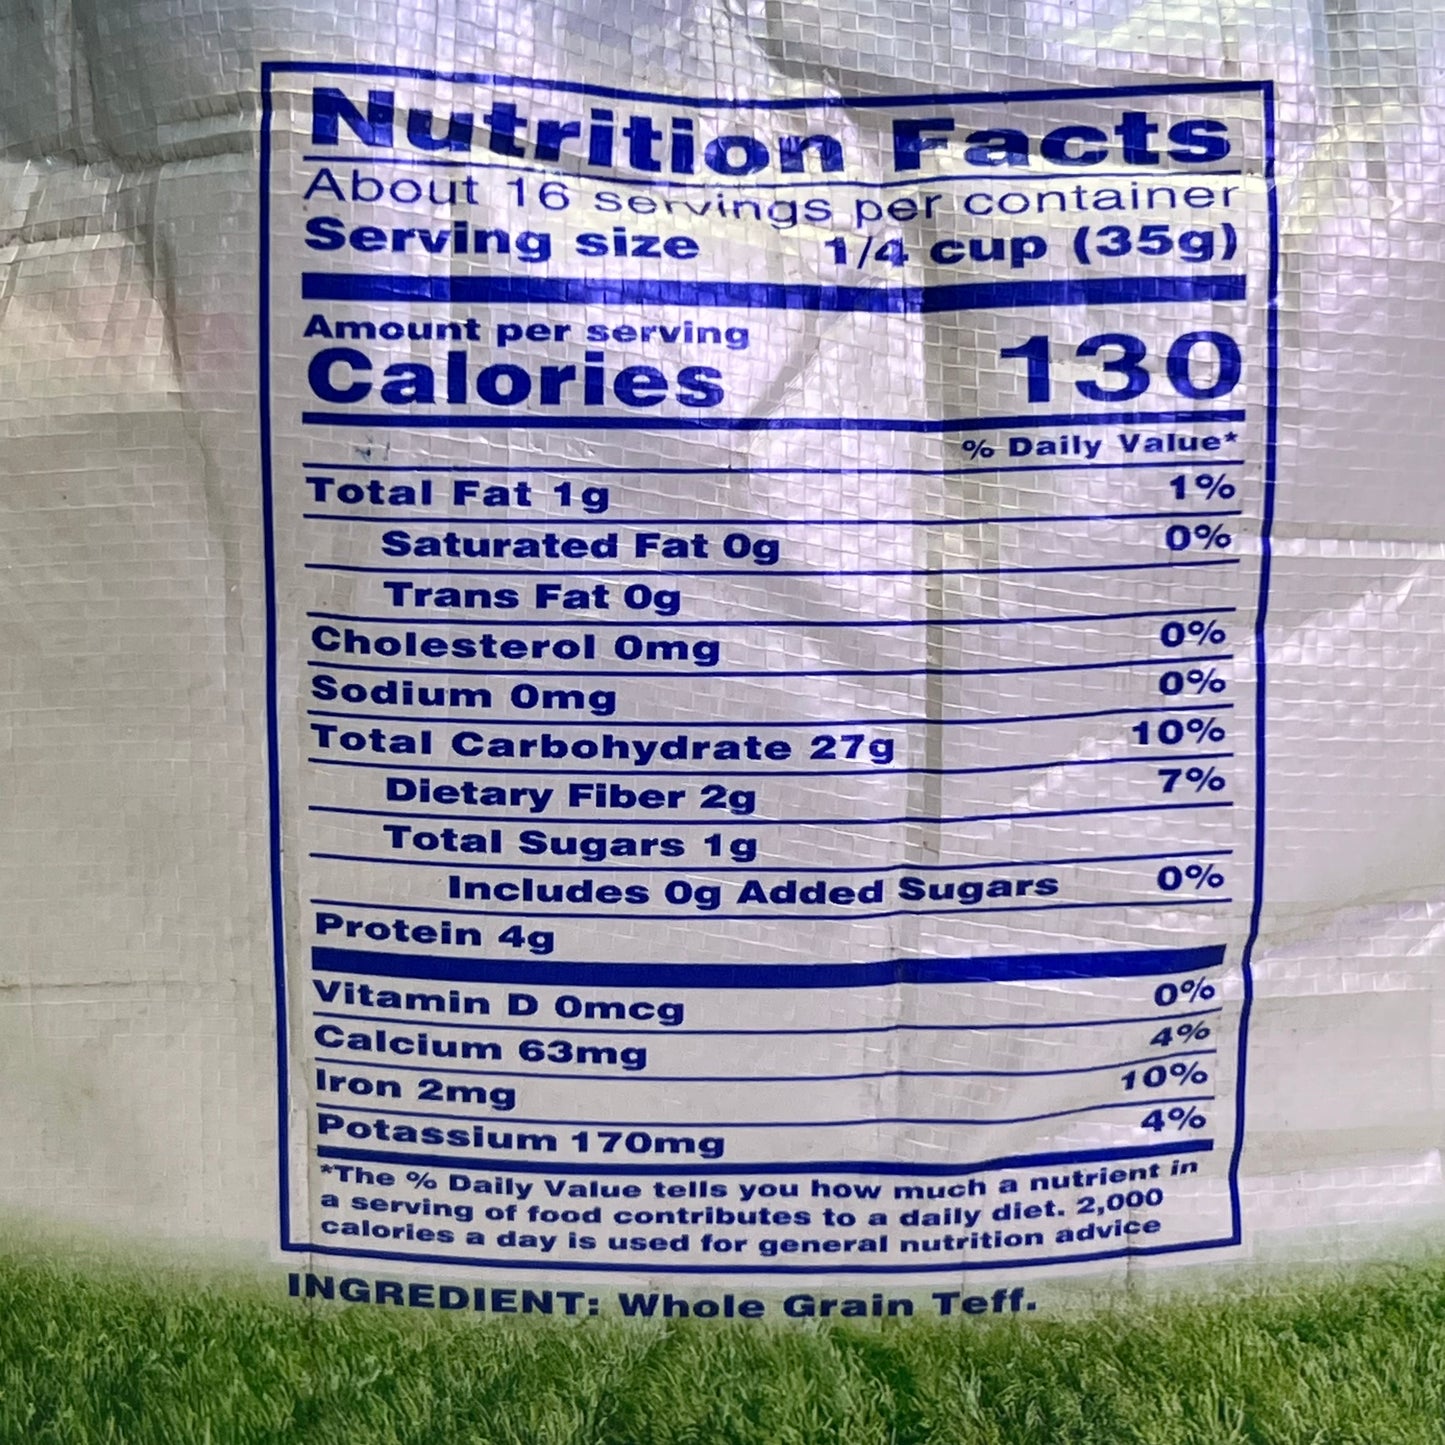 Nutrition Facts
About 16 servings per container
Serving size 1/4 cup (35g)
Amount per serving
Calories 130
% Daily Value*
Total Fat 1g 1%
Saturated Fat 0g 0%
Trans Fat 0g
Cholesterol 0mg 0%
Sodium 0mg 0%
Total Carbohydrate 27g 10%
Dietary Fiber 2g 7%
Total Sugars 1g
Includes 0g Added Sugars 0%
Protein 4g
Vitamin D 0mcg 0%
Calcium 63mg 4%
Iron 2mg 10%
Potassium 170mg 4%
*The % Daily Value tells you how much a nutrient in
a serving of food contributes to a daily diet. 2,000
calories a day is used for general nutrition advice
INGREDIENT: Whole Grain Teff.